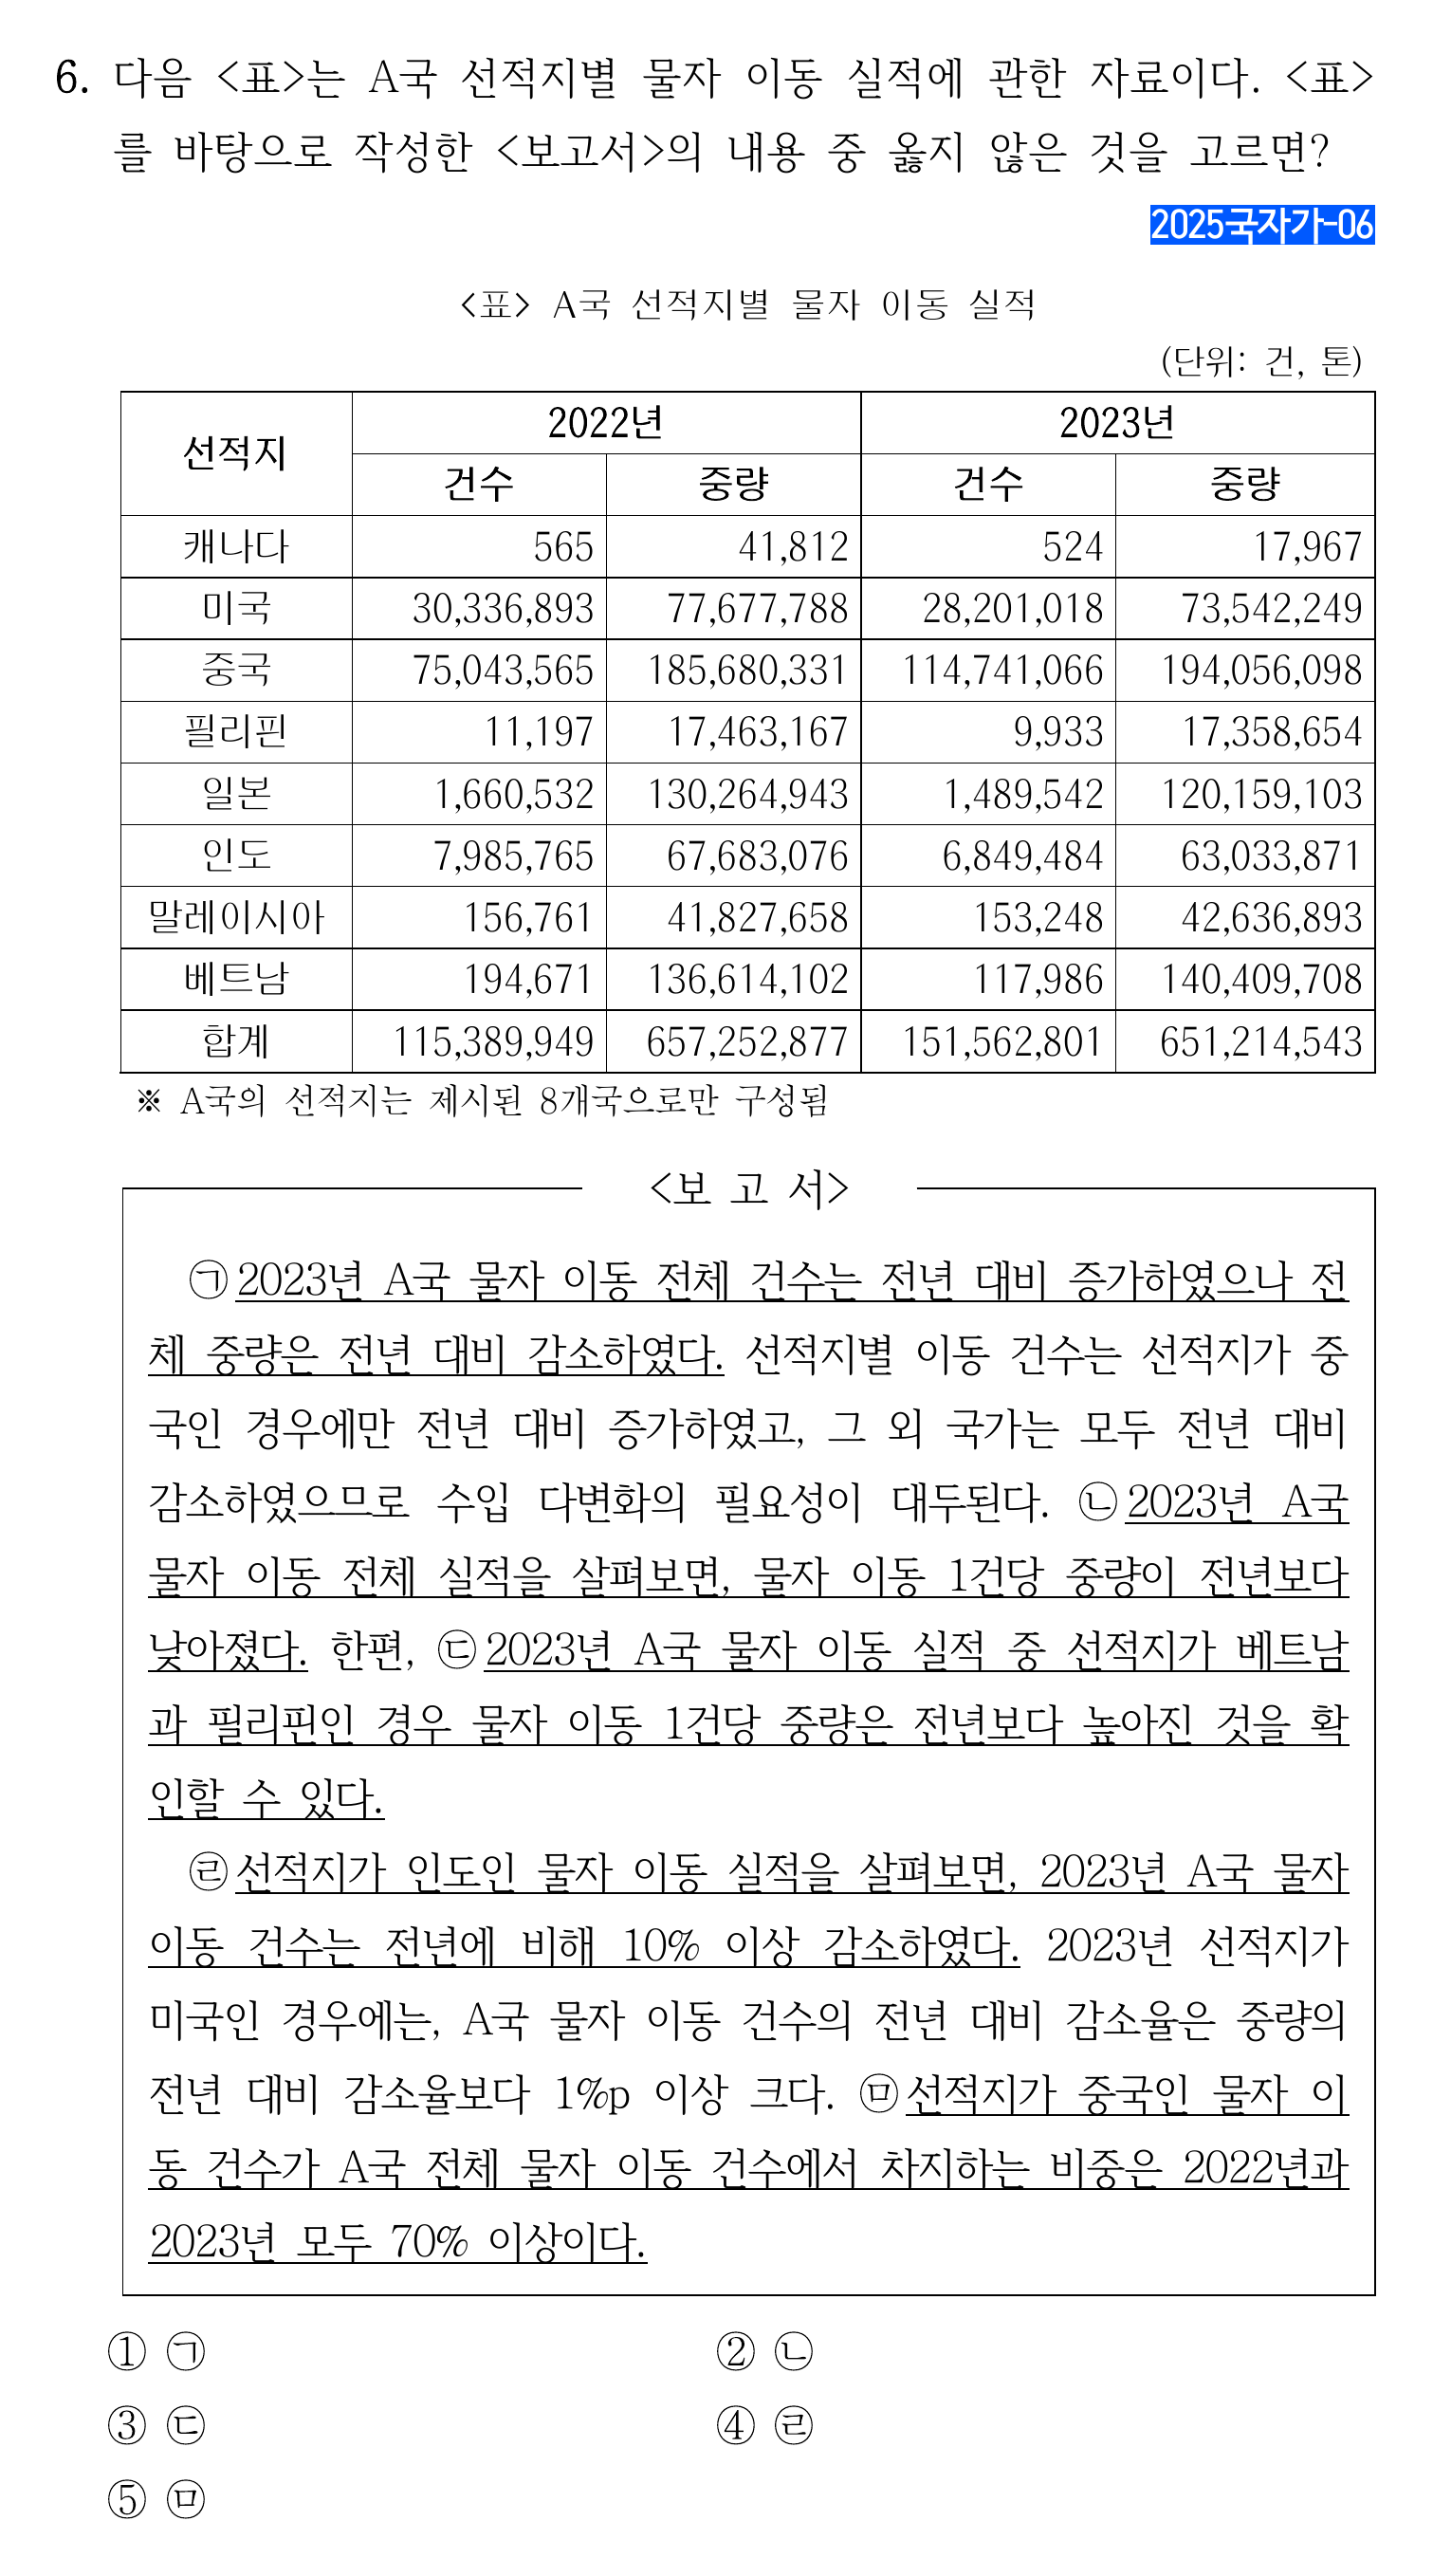 6. 다음 <표>는 A국 선적지별 물자 이동 실적에 관한 자료이다. <표>
를 바탕으로 작성한 <보고서>의 내용 중 옳지 않은 것을 고르면?
2025국자가-06
<표> A국 선적지별 물자 이동 실적
(단위: 건, 톤)
선적지 2022년 2023년
건수 중량 건수 중량
캐나다 565 41,812 524 17,967
미국 30,336,893 77,677,788 28,201,018 73,542,249
중국 75,043,565 185,680,331 114,741,066 194,056,098
필리핀 11,197 17,463,167 9,933 17,358,654
일본 1,660,532 130,264,943 1,489,542 120,159,103
인도 7,985,765 67,683,076 6,849,484 63,033,871
말레이시아 156,761 41,827,658 153,248 42,636,893
베트남 194,671 136,614,102 117,986 140,409,708
합계 115,389,949 657,252,877 151,562,801 651,214,543
※ A국의 선적지는 제시된 8개국으로만 구성됨
<보 고 서>
㉠2023년 A국 물자 이동 전체 건수는 전년 대비 증가하였으나 전
체 중량은 전년 대비 감소하였다. 선적지별 이동 건수는 선적지가 중
국인 경우에만 전년 대비 증가하였고, 그 외 국가는 모두 전년 대비
감소하였으므로 수입 다변화의 필요성이 대두된다. ㉡2023년 A국
물자 이동 전체 실적을 살펴보면, 물자 이동 1건당 중량이 전년보다
낮아졌다. 한편, ㉢2023년 A국 물자 이동 실적 중 선적지가 베트남
과 필리핀인 경우 물자 이동 1건당 중량은 전년보다 높아진 것을 확
인할 수 있다.
㉣선적지가 인도인 물자 이동 실적을 살펴보면, 2023년 A국 물자
이동 건수는 전년에 비해 10% 이상 감소하였다. 2023년 선적지가
미국인 경우에는, A국 물자 이동 건수의 전년 대비 감소율은 중량의
전년 대비 감소율보다 1%p 이상 크다. ㉤선적지가 중국인 물자 이
동 건수가 A국 전체 물자 이동 건수에서 차지하는 비중은 2022년과
2023년 모두 70% 이상이다.
① ㉠ ② ㉡
③ ㉢ ④ ㉣
⑤ ㉤